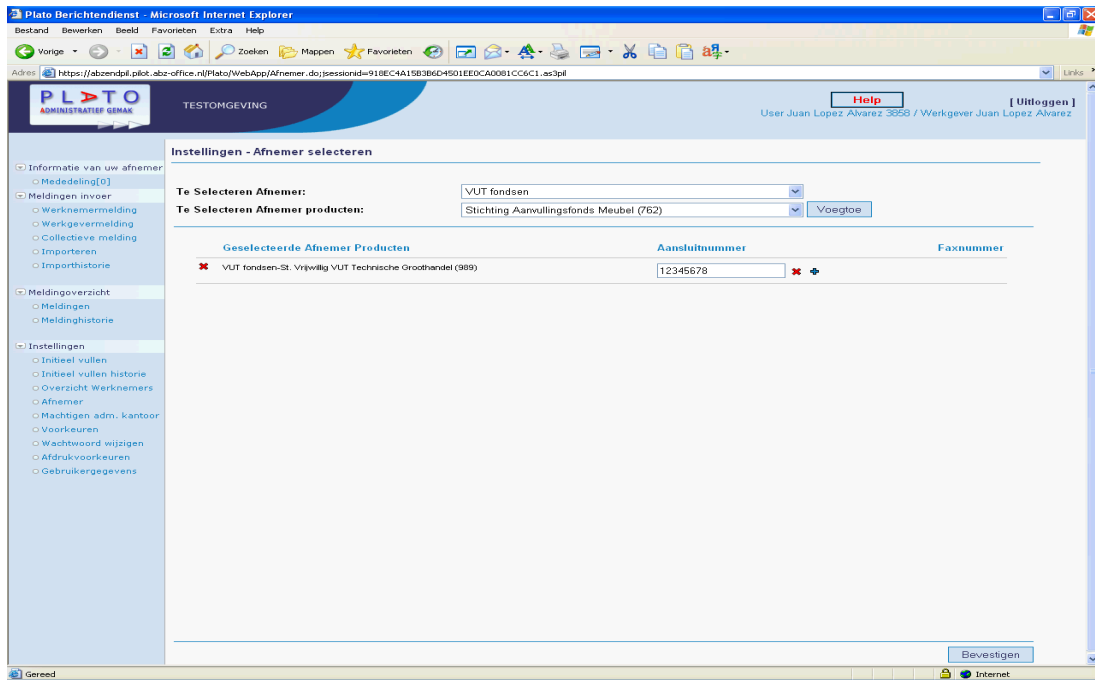 Plato Berichtendienst - Microsoft Internet Explorer
Bestand Bewerken Beeld Favorieten Extra Help
Vorige Zoeken Mappen Favorieten
Adres https://abzendpil.pilot.abz-office.nl/Plato/WebApp/Afnemer.do;jsessionid=918EC4A15B3B6D4501EE0CA0081CC6C1.as3pil Links
PLATO
ADMINISTRATIEF GEMAK
TESTOMGEVING
Help
[ Uitloggen ]
User Juan Lopez Alvarez 3858 / Werkgever Juan Lopez Alvarez
Informatie van uw afnemer
Mededeling[0]
Meldingen invoer
Werknemermelding
Werkgevermelding
Collectieve melding
Importeren
Importhistorie
Meldingoverzicht
Meldingen
Meldinghistorie
Instellingen
Initieel vullen
Initieel vullen historie
Overzicht Werknemers
Afnemer
Machtigen adm. kantoor
Voorkeuren
Wachtwoord wijzigen
Afdrukvoorkeuren
Gebruikergegevens
Instellingen - Afnemer selecteren
Te Selecteren Afnemer: VUT fondsen
Te Selecteren Afnemer producten: Stichting Aanvullingsfonds Meubel (762) Voegtoe
Geselecteerde Afnemer Producten Aansluitnummer Faxnummer
VUT fondsen-St. Vrijwillig VUT Technische Groothandel (989) 12345678
Bevestigen
Gereed Internet